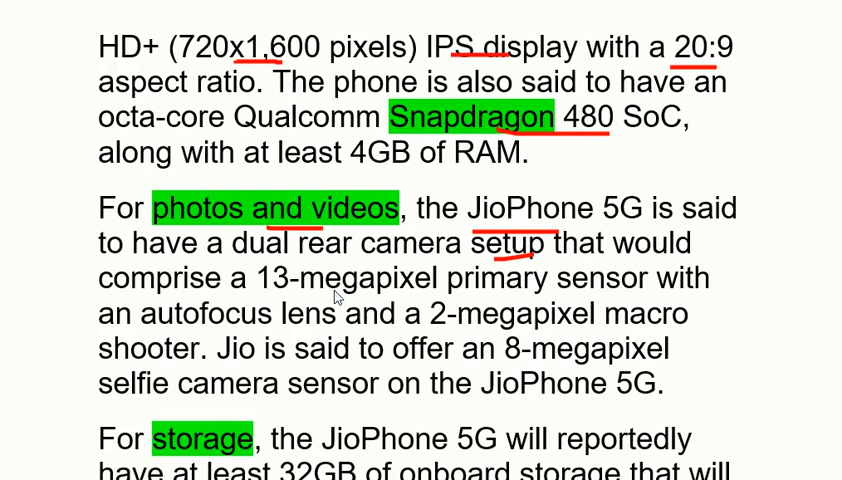 HD+ (720x1,600 pixels) IPS display with a 20:9
aspect ratio. The phone is also said to have an
octa-core Qualcomm Snapdragon 480 SoC,
along with at least 4GB of RAM.
For photos and videos, the JioPhone 5G is said
to have a dual rear camera setup that would
comprise a 13-megapixel primary sensor with
an autofocus lens and a 2-megapixel macro
shooter. Jio is said to offer an 8-megapixel
selfie camera sensor on the JioPhone 5G.
For storage, the JioPhone 5G will reportedly
have at least 32GB of onboard storage that will